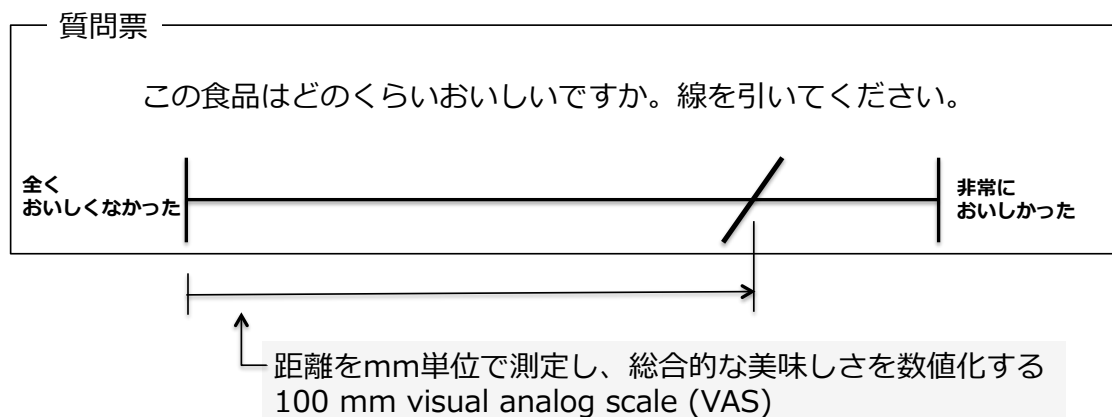 質問票
この食品はどのくらいおいしいですか。線を引いてください。
全く
おいしくなかった
非常に
おいしかった
距離をmm単位で測定し、総合的な美味しさを数値化する
100 mm visual analog scale (VAS)